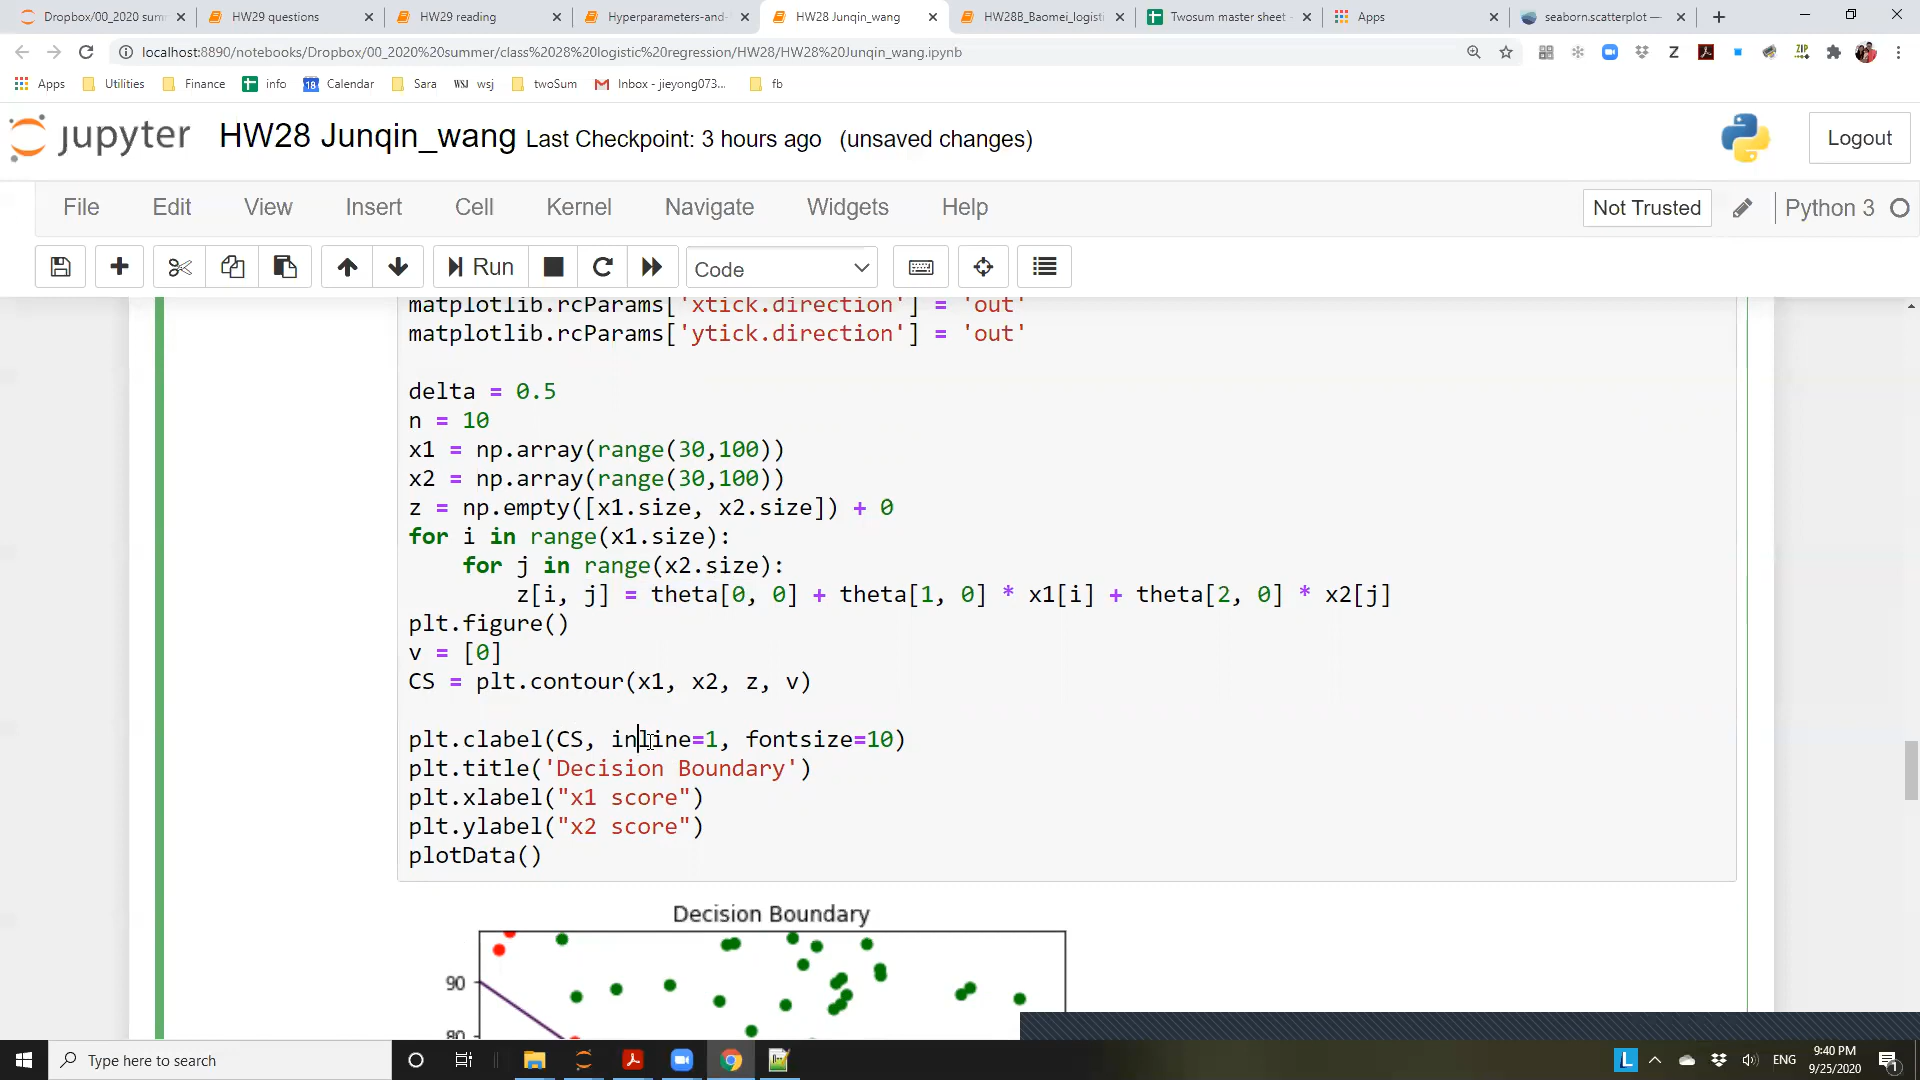 Dropbox/00_2020 sum
HW29 questions
HW29 reading
Hyperparameters-and-
HW28 Junqin_wang
HW28B_Baomei_logisti
Twosum master sheet -
Apps
seaborn.scatterplot —
localhost:8890/notebooks/Dropbox/00_2020%20summer/class%2028%20logistic%20regression/HW28/HW28%20Junqin_wang.ipynb
Apps
Utilities
Finance
info
18
Calendar
Sara
WSJ wsj
twoSum
Inbox - jieyong073...
fb
jupyter
HW28 Junqin_wang Last Checkpoint: 3 hours ago (unsaved changes)
Logout
File Edit View Insert Cell Kernel Navigate Widgets Help
Not Trusted
Python 3
Run
Code
matplotlib.rcParams['xtick.direction'] = 'out'
matplotlib.rcParams['ytick.direction'] = 'out'
delta = 0.5
n = 10
x1 = np.array(range(30,100))
x2 = np.array(range(30,100))
z = np.empty([x1.size, x2.size]) + 0
for i in range(x1.size):
for j in range(x2.size):
z[i, j] = theta[0, 0] + theta[1, 0] * x1[i] + theta[2, 0] * x2[j]
plt.figure()
v = [0]
CS = plt.contour(x1, x2, z, v)
plt.clabel(CS, inline=1, fontsize=10)
plt.title('Decision Boundary')
plt.xlabel("x1 score")
plt.ylabel("x2 score")
plotData()
Decision Boundary
90
80
Type here to search
L
ENG
9:40 PM
9/25/2020
1